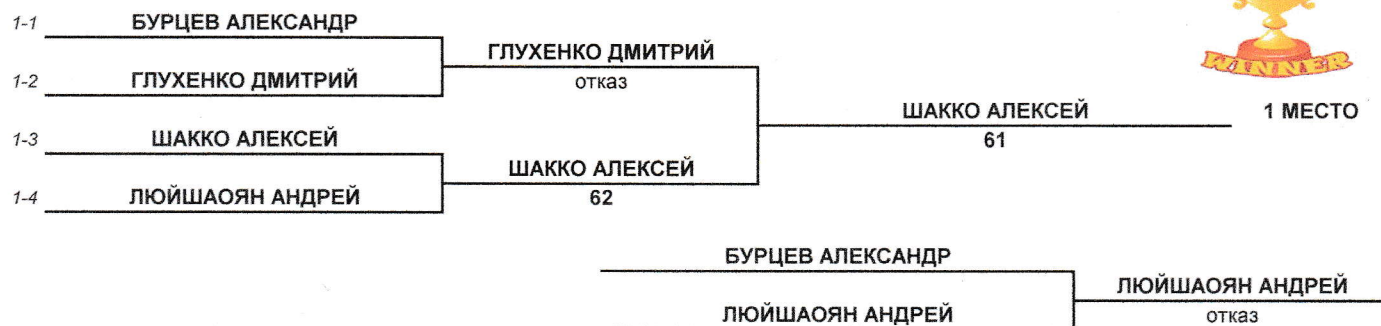 1-1 БУРЦЕВ АЛЕКСАНДР
ГЛУХЕНКО ДМИТРИЙ
1-2 ГЛУХЕНКО ДМИТРИЙ
отказ
WINNER
ШАККО АЛЕКСЕЙ 1 МЕСТО
1-3 ШАККО АЛЕКСЕЙ
61
ШАККО АЛЕКСЕЙ
1-4 ЛЮЙШАОЯН АНДРЕЙ
62
БУРЦЕВ АЛЕКСАНДР
ЛЮЙШАОЯН АНДРЕЙ
ЛЮЙШАОЯН АНДРЕЙ
отказ